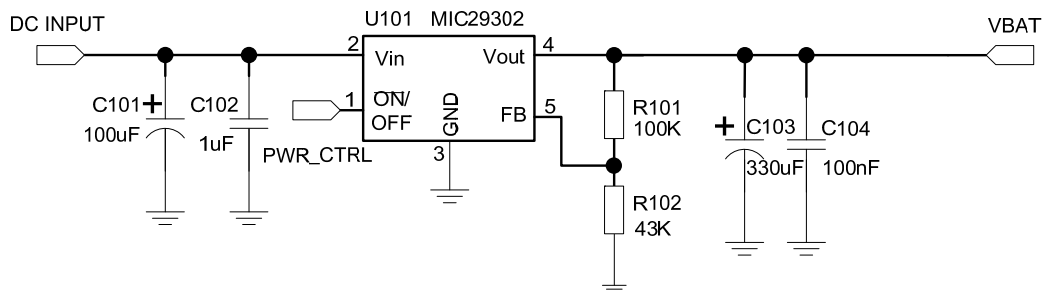 DC INPUT
U101 MIC29302
VBAT
2
Vin
Vout
4
1
ON/
OFF
GND
FB
5
3
PWR_CTRL
C101
100uF
+
C102
1uF
R101
100K
R102
43K
+
C103
330uF
C104
100nF